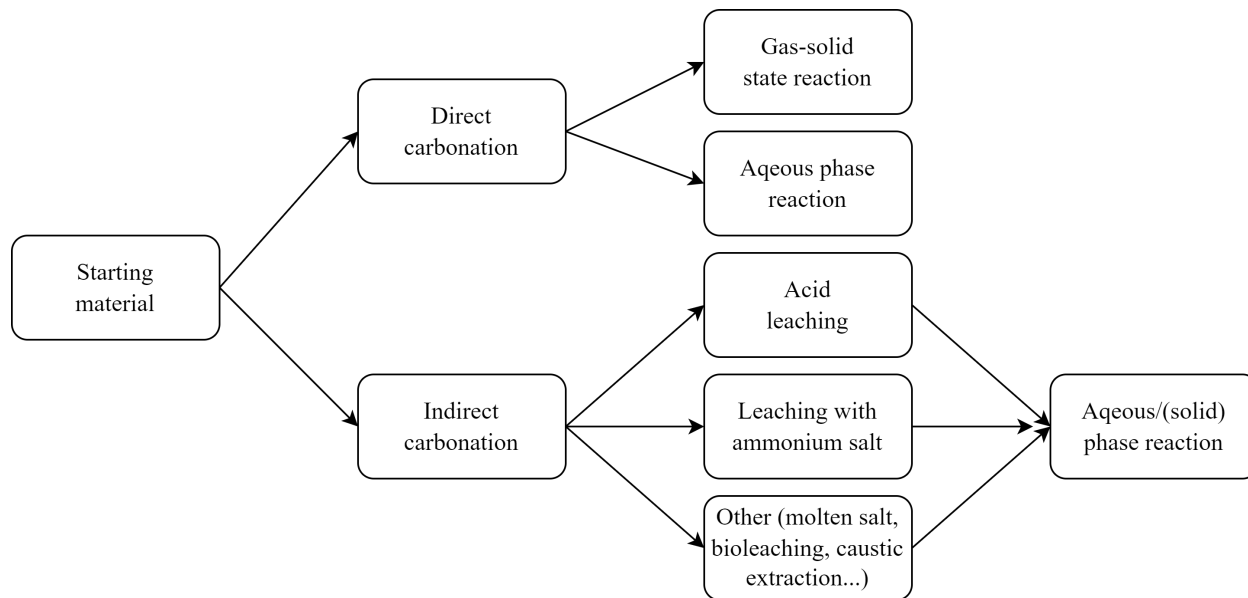 Gas-solid
state reaction
Direct
carbonation
Aqeous phase
reaction
Starting
material
Acid
leaching
Indirect
carbonation
Leaching with
ammonium salt
Aqeous/(solid)
phase reaction
Other (molten salt,
bioleaching, caustic
extraction...)